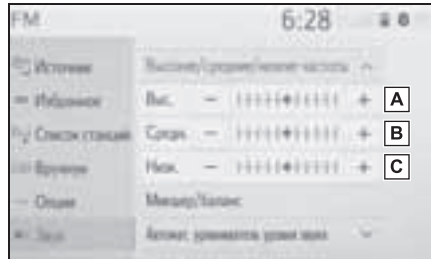 FM 6:28
Источник
Высокие/средние/низкие частоты
Избранное
Выс. - + A
Список станций
Средн. - + B
Вручную
Низк. - + C
Опции
Микшер/Баланс
Звук
Автомат. уровня звука